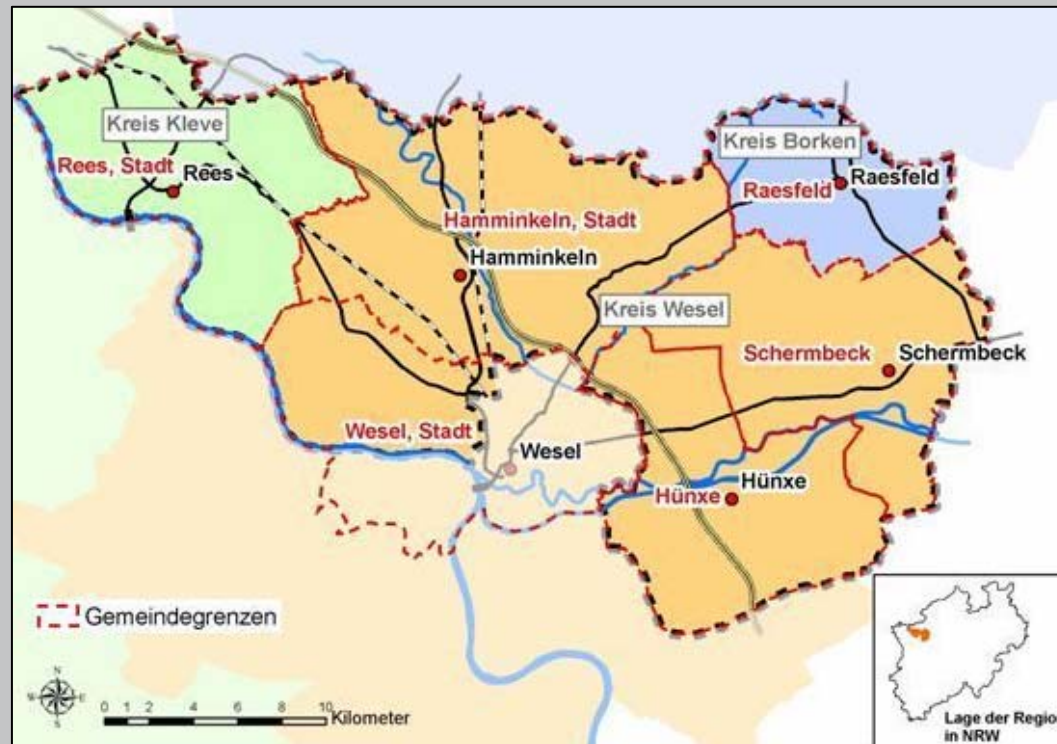 Kreis Kleve
Rees, Stadt
Rees
Kreis Borken
Raesfeld
Raesfeld
Hamminkeln, Stadt
Hamminkeln
Kreis Wesel
Schermbeck
Schermbeck
Wesel, Stadt
Wesel
Hünxe
Hünxe
Gemeindegrenzen
N
W E
S
0 1 2 4 6 8 10
Kilometer
Lage der Region
in NRW